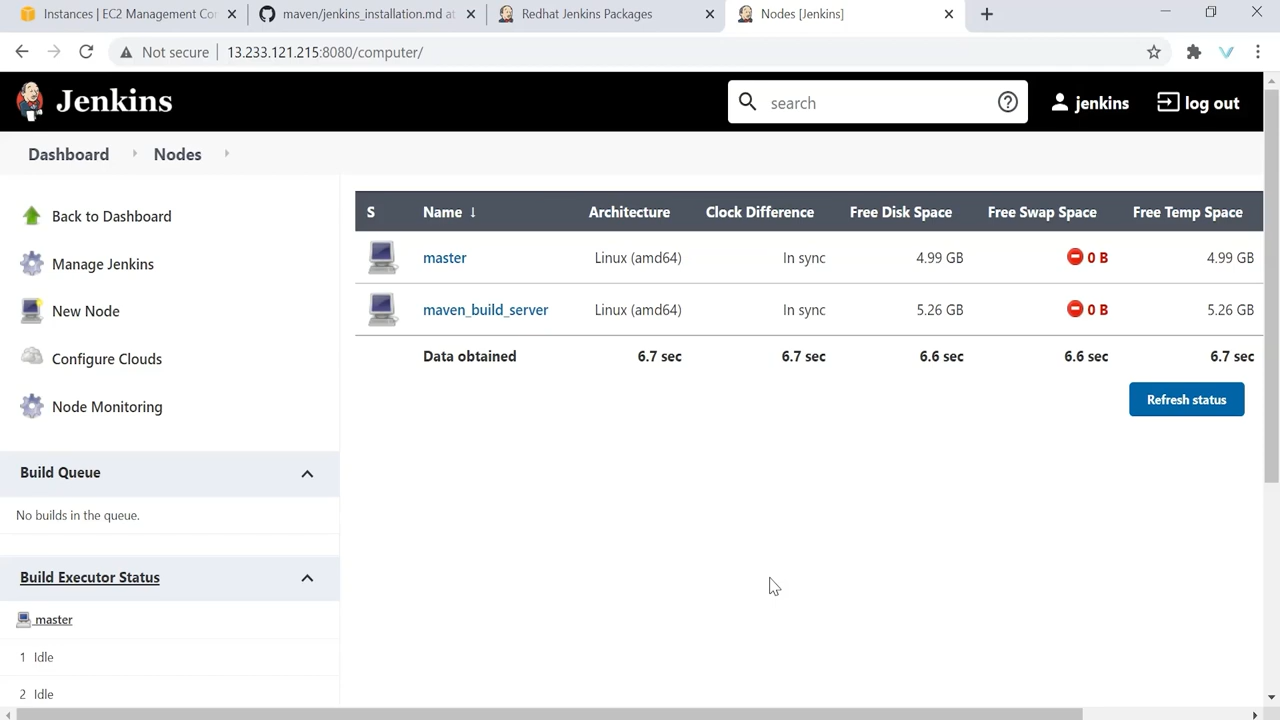 Instances | EC2 Management Con
maven/jenkins_installation.md at
Redhat Jenkins Packages
Nodes [Jenkins]
Not secure
13.233.121.215:8080/computer/
Jenkins
search
jenkins
log out
Dashboard
Nodes
Back to Dashboard
Manage Jenkins
New Node
Configure Clouds
Node Monitoring
S Name ↓ Architecture Clock Difference Free Disk Space Free Swap Space Free Temp Space
master Linux (amd64) In sync 4.99 GB 0 B 4.99 GB
maven_build_server Linux (amd64) In sync 5.26 GB 0 B 5.26 GB
Data obtained 6.7 sec 6.7 sec 6.6 sec 6.6 sec 6.7 sec
Refresh status
Build Queue
No builds in the queue.
Build Executor Status
master
1 Idle
2 Idle